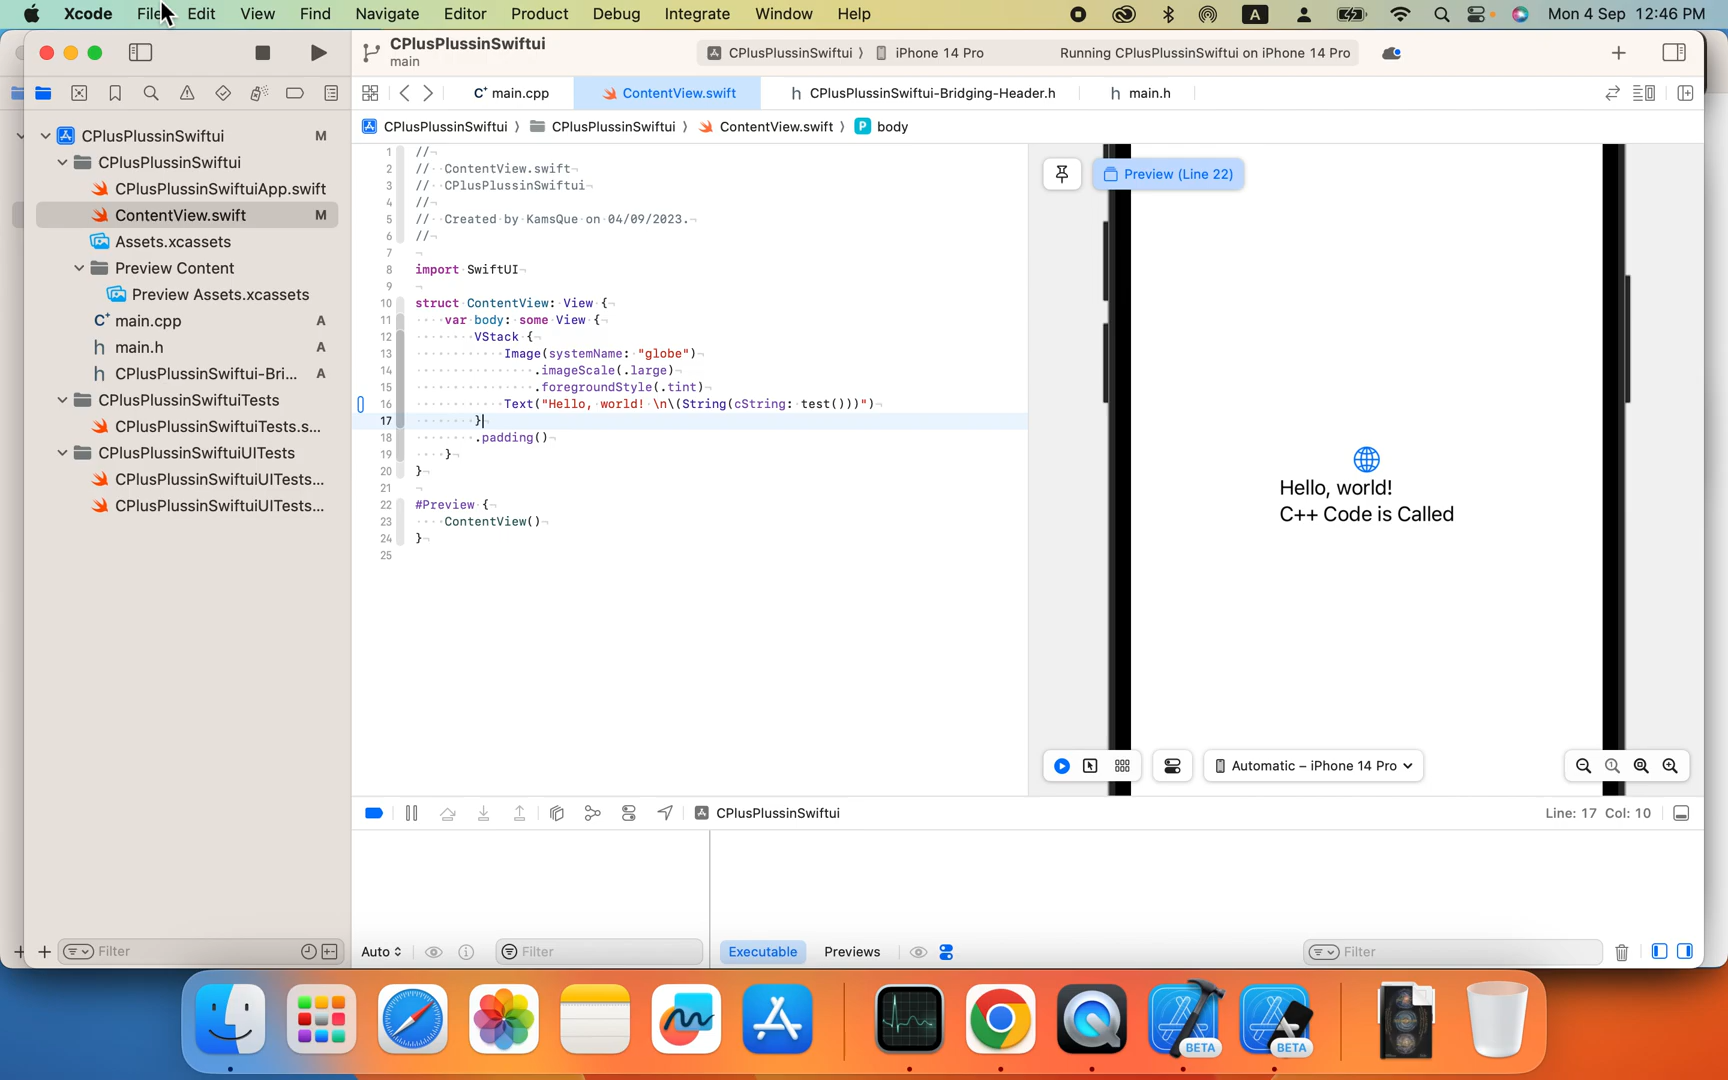 Xcode File Edit View Find Navigate Editor Product Debug Integrate Window Help A Mon 4 Sep 12:46 PM
CPlusPlussinSwiftui
main
CPlusPlussinSwiftui 〉 iPhone 14 Pro Running CPlusPlussinSwiftui on iPhone 14 Pro
C+ main.cpp ContentView.swift h CPlusPlussinSwiftui-Bridging-Header.h h main.h
CPlusPlussinSwiftui 〉 CPlusPlussinSwiftui 〉 ContentView.swift 〉 P body
CPlusPlussinSwiftui M
CPlusPlussinSwiftui
CPlusPlussinSwiftuiApp.swift
ContentView.swift M
Assets.xcassets
Preview Content
Preview Assets.xcassets
C+ main.cpp A
h main.h A
h CPlusPlussinSwiftui-Bri... A
CPlusPlussinSwiftuiTests
CPlusPlussinSwiftuiTests.s...
CPlusPlussinSwiftuiUITests
CPlusPlussinSwiftuiUITests...
CPlusPlussinSwiftuiUITests...
Filter
1 //
2 // ContentView.swift
3 // CPlusPlussinSwiftui
4 //
5 // Created by KamsQue on 04/09/2023.
6 //
7
8 import SwiftUI
9
10 struct ContentView: View {
11 var body: some View {
12 VStack {
13 Image(systemName: "globe")
14 .imageScale(.large)
15 .foregroundStyle(.tint)
16 Text("Hello, world! \n\(String(cString: test()))")
17 }
18 .padding()
19 }
20 }
21
22 #Preview {
23 ContentView()
24 }
25
Preview (Line 22)
Hello, world!
C++ Code is Called
Automatic – iPhone 14 Pro
CPlusPlussinSwiftui Line: 17 Col: 10
Auto Filter Executable Previews Filter
BETA BETA